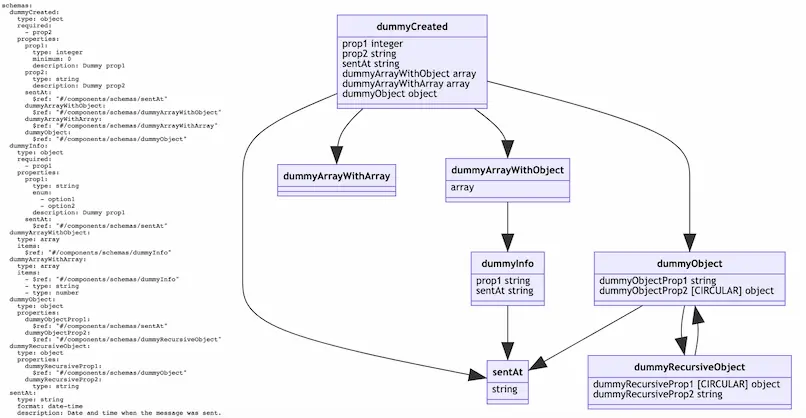 schemas:
dummyCreated:
type: object
required:
- prop2
properties:
prop1:
type: integer
minimum: 0
description: Dummy prop1
prop2:
type: string
description: Dummy prop2
sentAt:
$ref: "#/components/schemas/sentAt"
dummyArrayWithObject:
$ref: "#/components/schemas/dummyArrayWithObject"
dummyArrayWithArray:
$ref: "#/components/schemas/dummyArrayWithArray"
dummyObject:
$ref: "#/components/schemas/dummyObject"
dummyInfo:
type: object
required:
- prop1
properties:
prop1:
type: string
enum:
- option1
- option2
description: Dummy prop1
sentAt:
$ref: "#/components/schemas/sentAt"
dummyArrayWithObject:
type: array
items:
$ref: "#/components/schemas/dummyInfo"
dummyArrayWithArray:
type: array
items:
- $ref: "#/components/schemas/dummyInfo"
- type: string
- type: number
dummyObject:
type: object
properties:
dummyObjectProp1:
$ref: "#/components/schemas/sentAt"
dummyObjectProp2:
$ref: "#/components/schemas/dummyRecursiveObject"
dummyRecursiveObject:
type: object
properties:
dummyRecursiveProp1:
$ref: "#/components/schemas/dummyObject"
dummyRecursiveProp2:
type: string
sentAt:
type: string
format: date-time
description: Date and time when the message was sent.
dummyCreated
prop1 integer
prop2 string
sentAt string
dummyArrayWithObject array
dummyArrayWithArray array
dummyObject object
dummyArrayWithArray
dummyArrayWithObject
array
dummyInfo
prop1 string
sentAt string
dummyObject
dummyObjectProp1 string
dummyObjectProp2 [CIRCULAR] object
sentAt
string
dummyRecursiveObject
dummyRecursiveProp1 [CIRCULAR] object
dummyRecursiveProp2 string